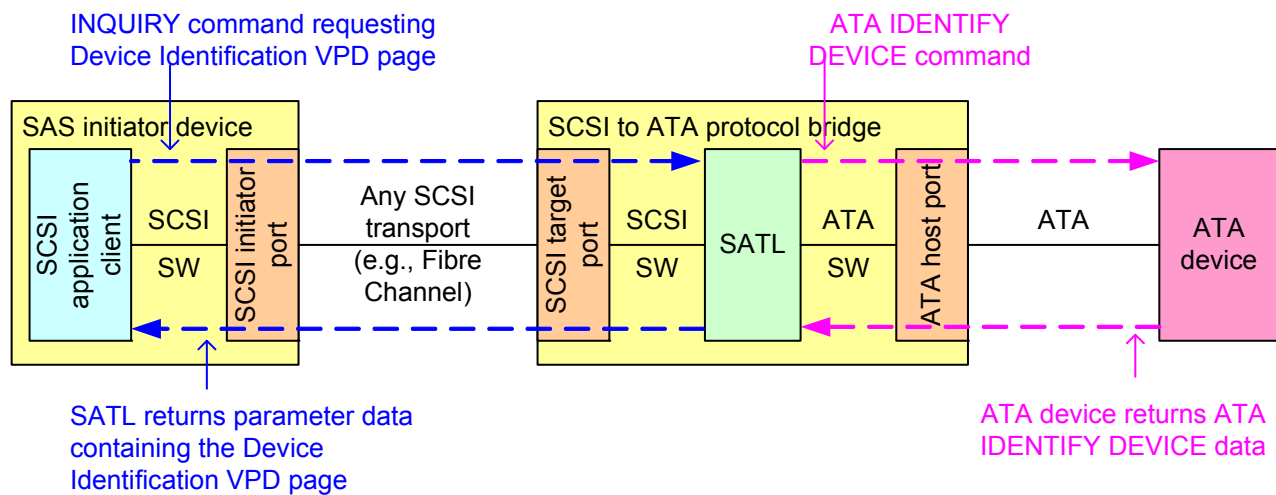 INQUIRY command requesting
Device Identification VPD page
ATA IDENTIFY
DEVICE command
SAS initiator device
SCSI to ATA protocol bridge
SCSI
application
client
SCSI
SW
SCSI initiator
port
Any SCSI
transport
(e.g., Fibre
Channel)
SCSI target
port
SCSI
SW
SATL
ATA
SW
ATA host port
ATA
ATA
device
SATL returns parameter data
containing the Device
Identification VPD page
ATA device returns ATA
IDENTIFY DEVICE data